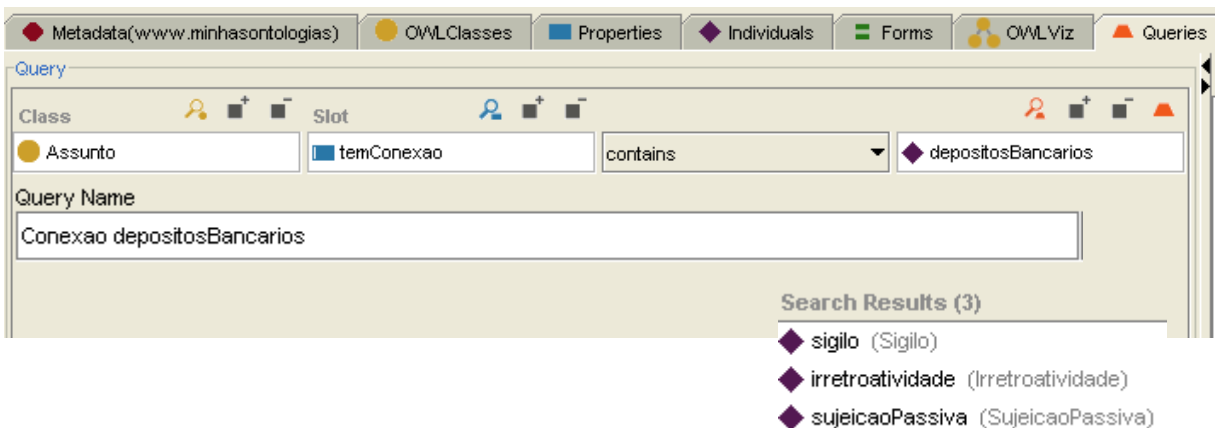 Metadata(www.minhasontologias) OWLClasses Properties Individuals Forms OWLViz Queries
Query
Class Slot
Assunto temConexao contains depositosBancarios
Query Name
Conexao depositosBancarios
Search Results (3)
sigilo (Sigilo)
irretroatividade (Irretroatividade)
sujeicaoPassiva (SujeicaoPassiva)